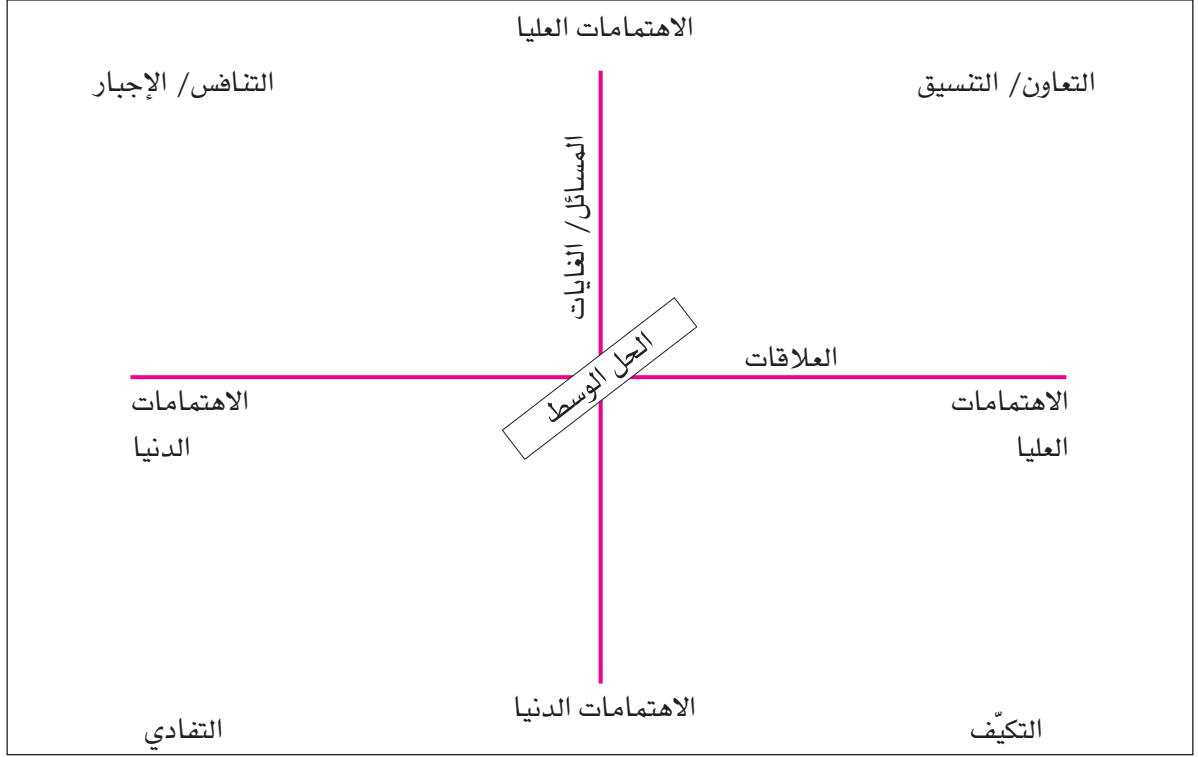 الاهتمامات العليا
التعاون/ التنسيق
التنافس/ الإجبار
المسائل/ الغايات
الحل الوسط
العلاقات
الاهتمامات
العليا
الاهتمامات
الدنيا
الاهتمامات الدنيا
التكيّف
التفادي